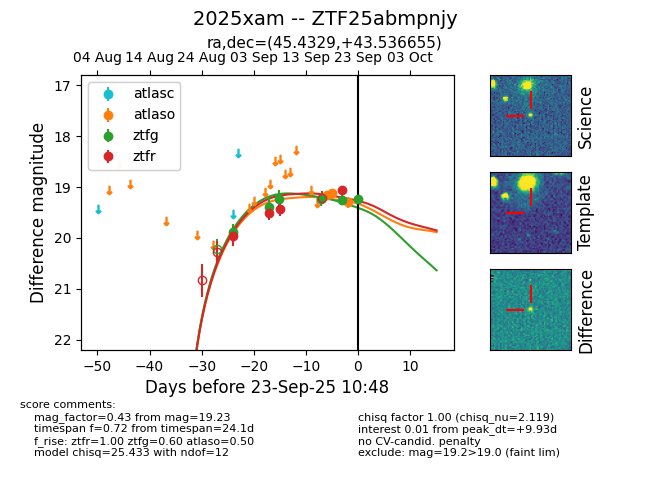 2025xam -- ZTF25abmpnjy
ra,dec=(45.4329,+43.536655)
04 Aug 14 Aug 24 Aug 03 Sep 13 Sep 23 Sep 03 Oct
17
18
19
20
21
22
Difference magnitude
atlasc
atlaso
ztfg
ztfr
−50 −40 −30 −20 −10 0 10
Days before 23-Sep-25 10:48
Science
Template
Difference
score comments:
mag_factor=0.43 from mag=19.23
timespan f=0.72 from timespan=24.1d
f_rise: ztfr=1.00 ztfg=0.60 atlaso=0.50
model chisq=25.433 with ndof=12
chisq factor 1.00 (chisq_nu=2.119)
interest 0.01 from peak_dt=+9.93d
no CV-candid. penalty
exclude: mag=19.2>19.0 (faint lim)